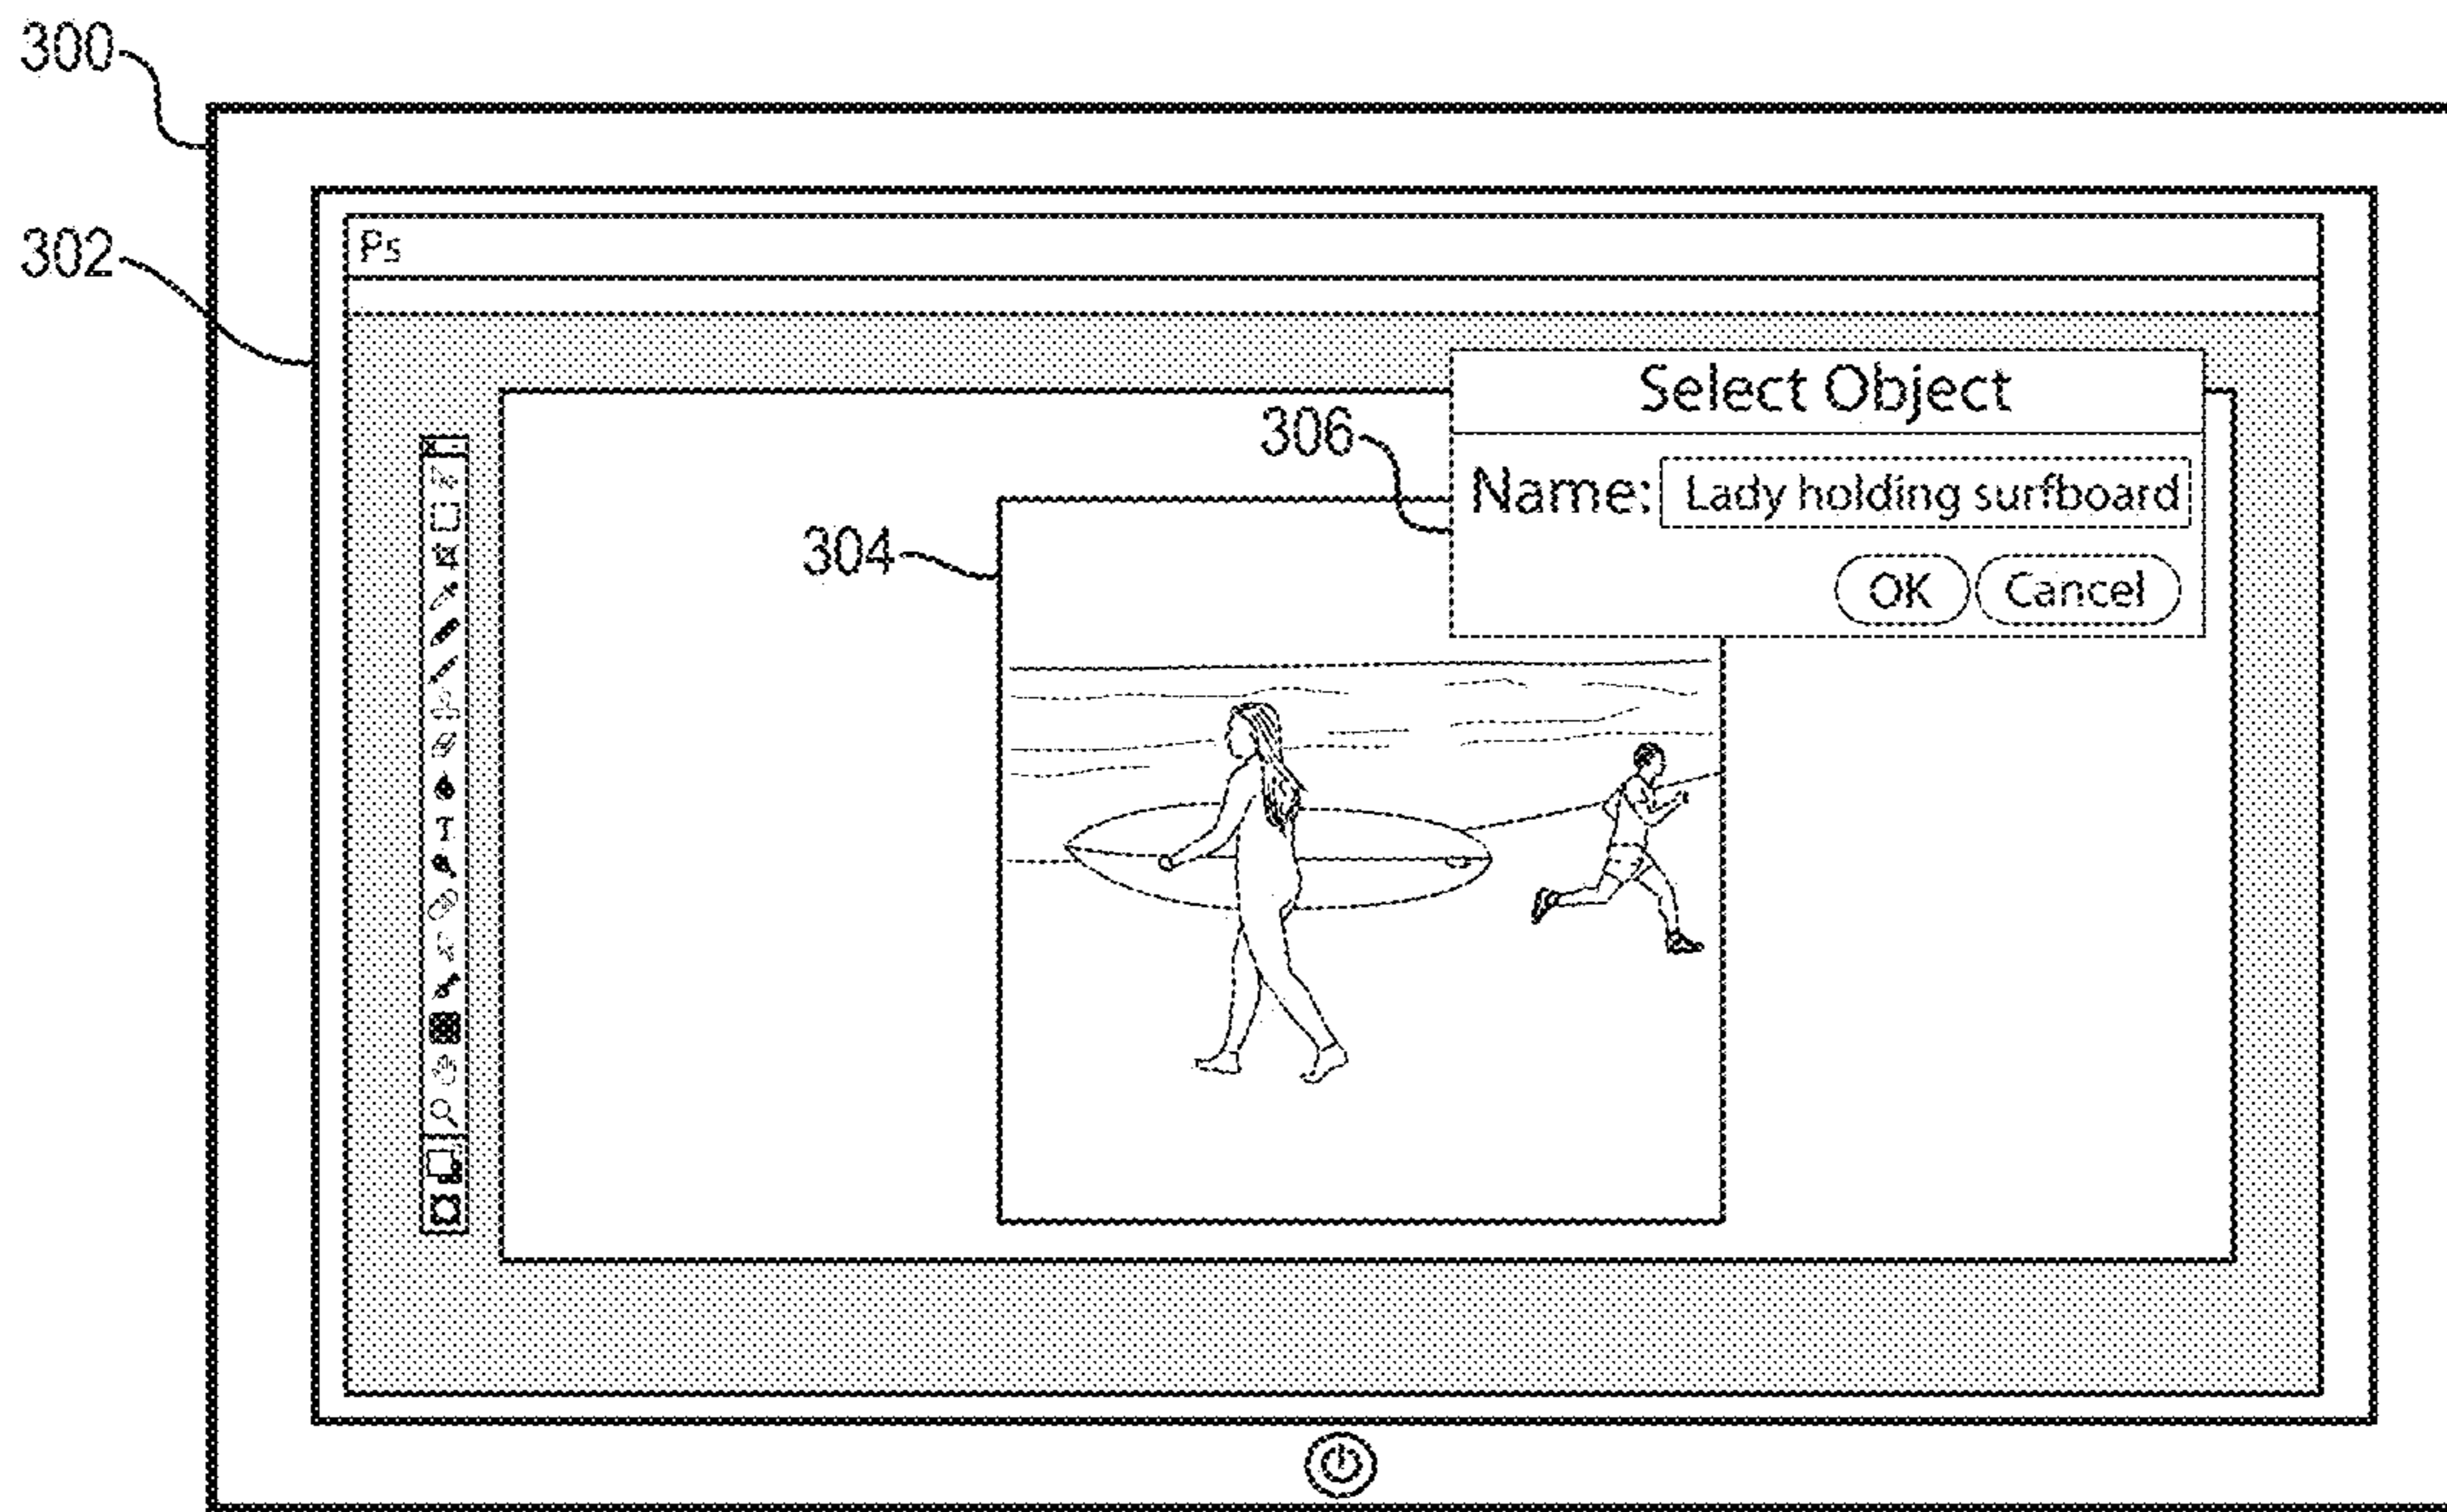 300
302
Ps
Select Object
306
Name: Lady holding surfboard
304
OK Cancel
T